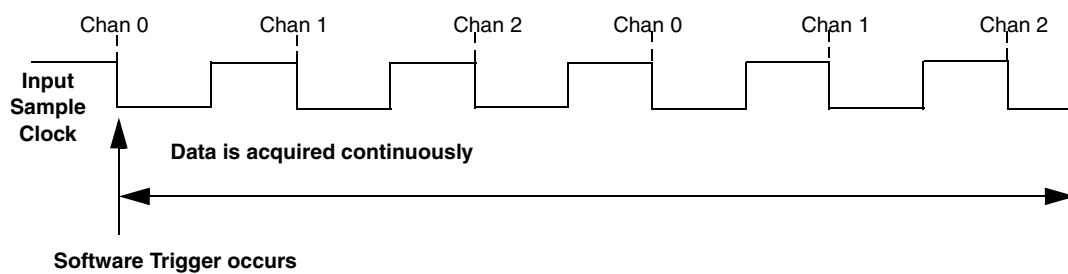 Chan 0 Chan 1 Chan 2 Chan 0 Chan 1 Chan 2
Input
Sample
Clock
Data is acquired continuously
Software Trigger occurs